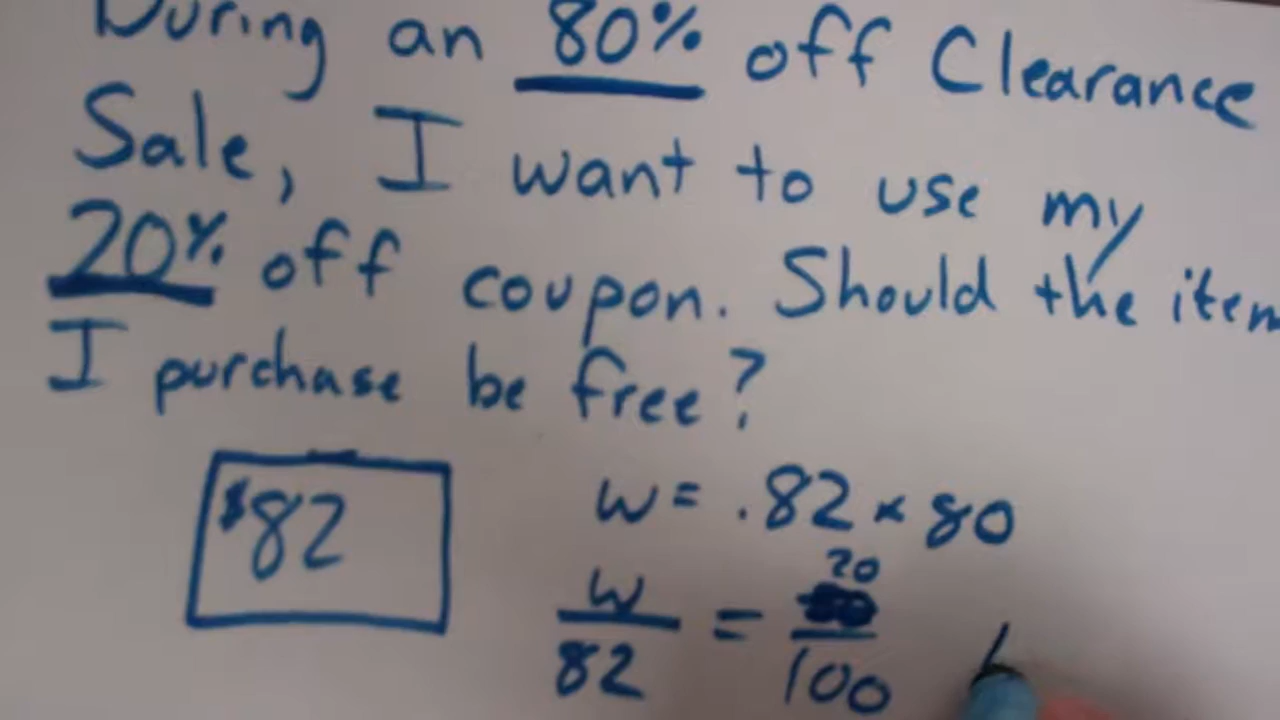 During an 80% off Clearance
Sale, I want to use my
20% off coupon. Should the item
I purchase be free?
$82
w = .82 × 80
w/82 = 20/100